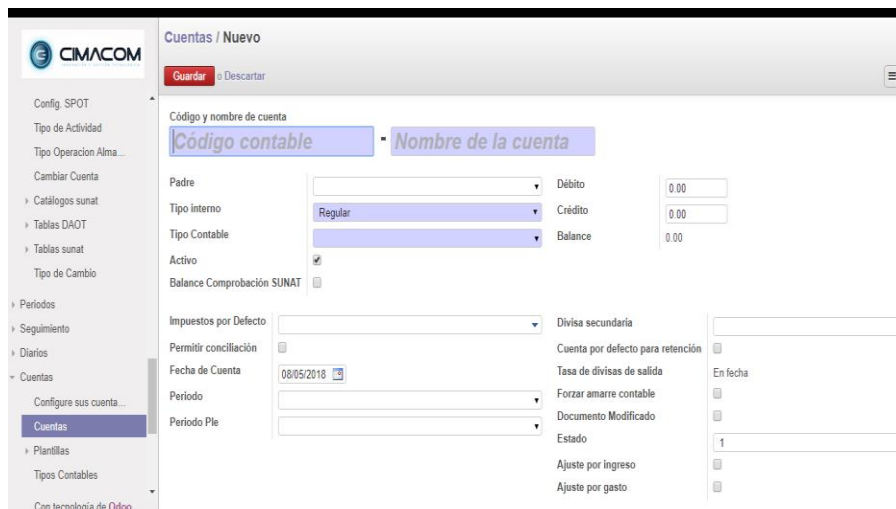 CIMACOM
Config. SPOT
Tipo de Actividad
Tipo Operacion Alma...
Cambiar Cuenta
Catálogos sunat
Tablas DAOT
Tablas sunat
Tipo de Cambio
Periodos
Seguimiento
Diarios
Cuentas
Configure sus cuenta...
Cuentas
Plantillas
Tipos Contables
Con tecnología de Odoo
Cuentas / Nuevo
Guardar o Descartar
Código y nombre de cuenta
Código contable - Nombre de la cuenta
Padre
Tipo interno Regular
Tipo Contable
Activo
Balance Comprobación SUNAT
Débito 0.00
Crédito 0.00
Balance 0.00
Impuestos por Defecto
Permitir conciliación
Fecha de Cuenta 08/05/2018
Periodo
Periodo Ple
Divisa secundaria
Cuenta por defecto para retención
Tasa de divisas de salida En fecha
Forzar amarre contable
Documento Modificado
Estado 1
Ajuste por ingreso
Ajuste por gasto